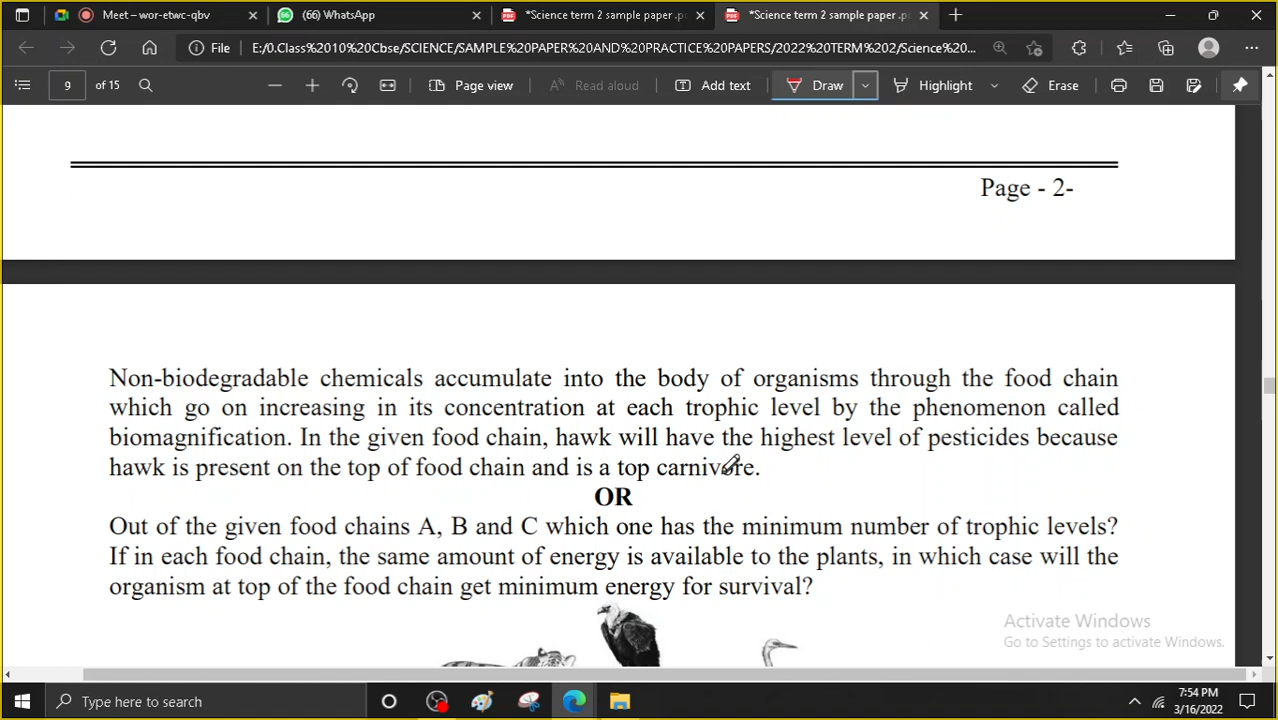 Meet – wor-etwc-qbv
(66) WhatsApp
*Science term 2 sample paper .p
*Science term 2 sample paper .p
File
E:/0.Class%2010%20Cbse/SCIENCE/SAMPLE%20PAPER%20AND%20PRACTICE%20PAPERS/2022%20TERM%202/Science%20...
9 of 15
Page view
Read aloud
Add text
Draw
Highlight
Erase
Page - 2-
Non-biodegradable chemicals accumulate into the body of organisms through the food chain
which go on increasing in its concentration at each trophic level by the phenomenon called
biomagnification. In the given food chain, hawk will have the highest level of pesticides because
hawk is present on the top of food chain and is a top carnivore.
OR
Out of the given food chains A, B and C which one has the minimum number of trophic levels?
If in each food chain, the same amount of energy is available to the plants, in which case will the
organism at top of the food chain get minimum energy for survival?
Activate Windows
Go to Settings to activate Windows.
Type here to search
7:54 PM
3/16/2022